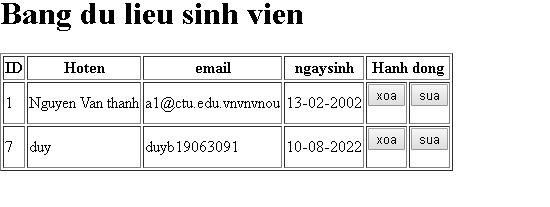 Bang du lieu sinh vien
ID Hoten email ngaysinh Hanh dong
1 Nguyen Van thanh a1@ctu.edu.vnvnvnou 13-02-2002 xoa sua
7 duy duyb19063091 10-08-2022 xoa sua